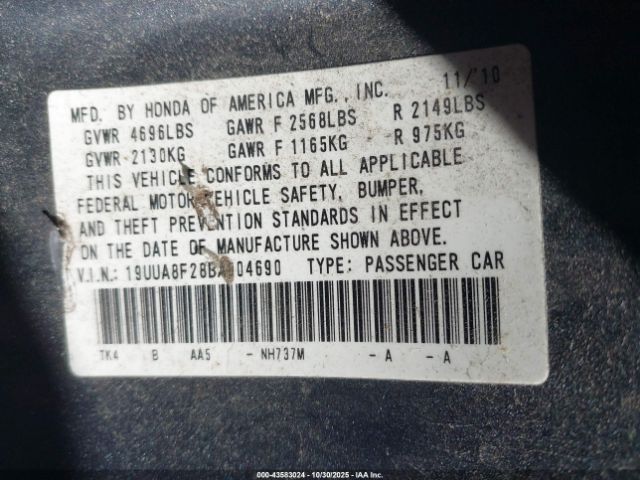 MFD. BY HONDA OF AMERICA MFG., INC. 11/'10
GVWR 4696LBS GAWR F 2568LBS R 2149LBS
GVWR 2130KG GAWR F 1165KG R 975KG
THIS VEHICLE CONFORMS TO ALL APPLICABLE
FEDERAL MOTOR VEHICLE SAFETY, BUMPER,
AND THEFT PREVENTION STANDARDS IN EFFECT
ON THE DATE OF MANUFACTURE SHOWN ABOVE.
V.I.N.: TYPE: PASSENGER CAR
TK4 B AA5 - NH737M - A - A
000-43583024 | 10/30/2025 | IAA Inc.